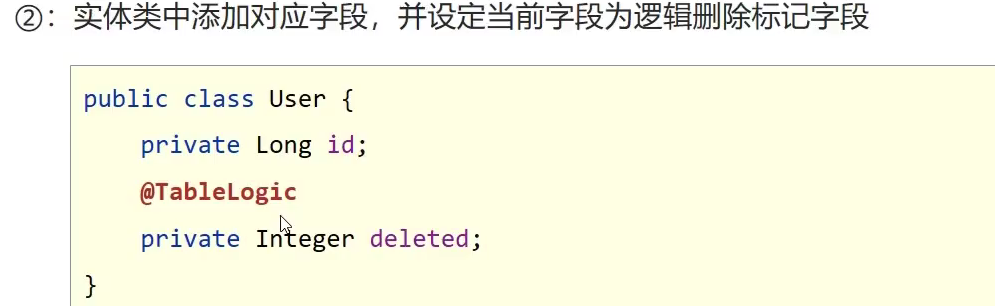 ②：实体类中添加对应字段，并设定当前字段为逻辑删除标记字段
public class User {
    private Long id;
    @TableLogic
    private Integer deleted;
}